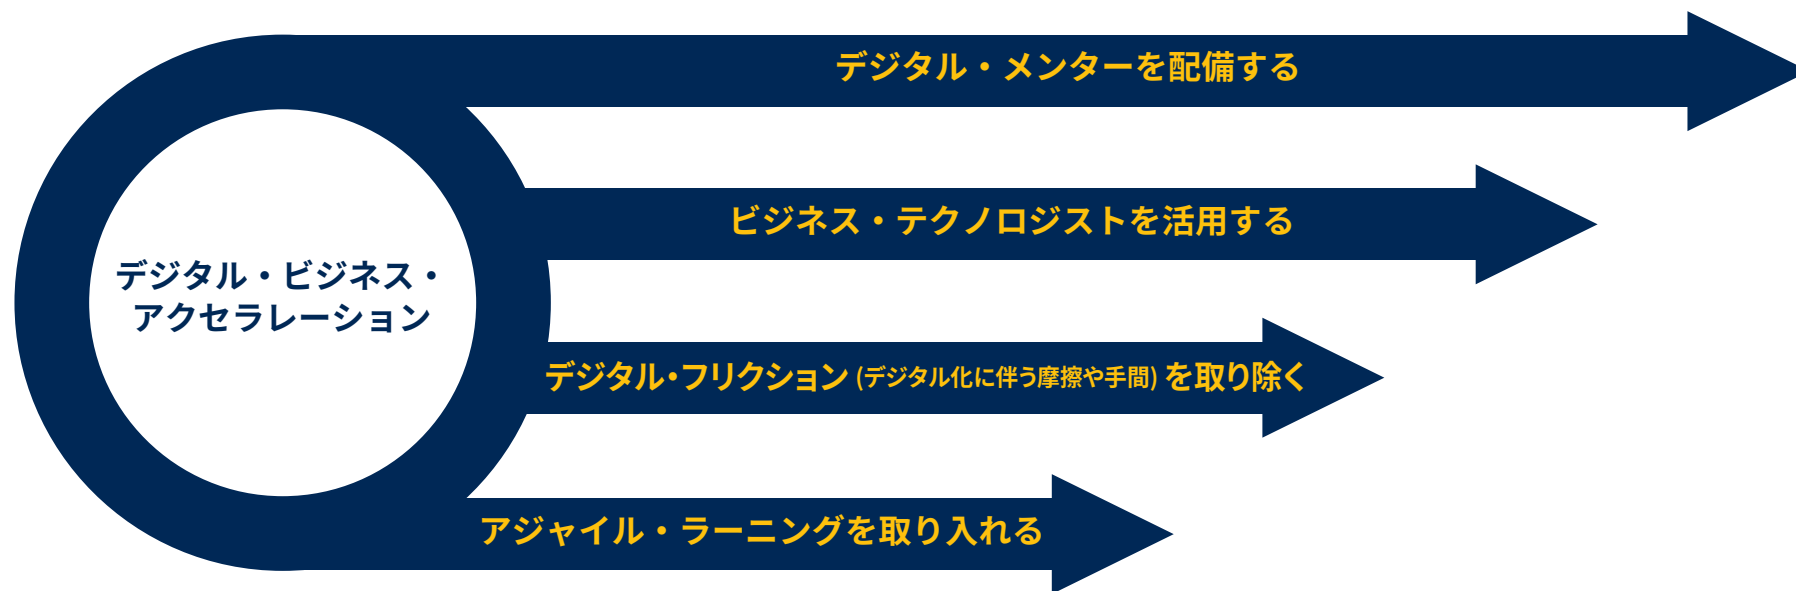 デジタル・メンターを配備する
ビジネス・テクノロジストを活用する
デジタル・ビジネス・
アクセラレーション
デジタル・フリクション (デジタル化に伴う摩擦や手間) を取り除く
アジャイル・ラーニングを取り入れる